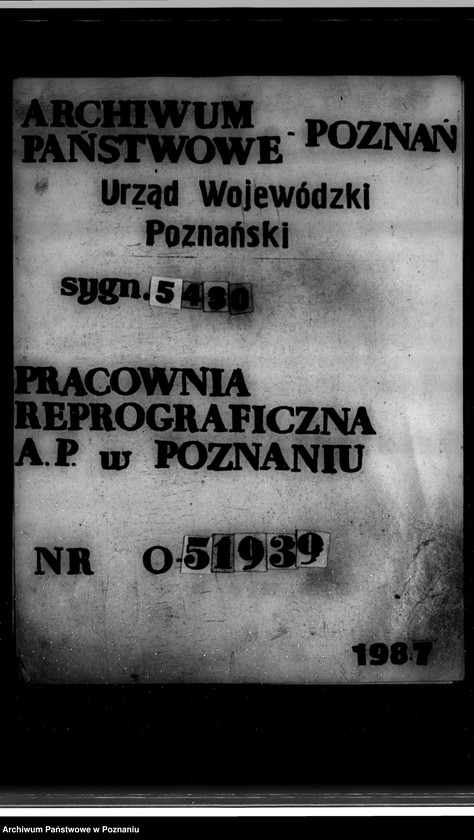 ARCHIWUM
PAŃSTWOWE - POZNAŃ
Urząd Wojewódzki
Poznański
sygn. 5430
PRACOWNIA
REPROGRAFICZNA
A.P. w POZNANIU
NR O-51939
1987
Archiwum Państwowe w Poznaniu